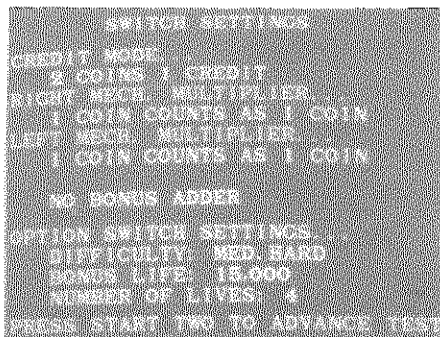 SWITCH SETTINGS
CREDIT MODE:
2 COINS 1 CREDIT
RIGHT MECH. MULTIPLIER
1 COIN COUNTS AS 1 COIN
LEFT MECH. MULTIPLIER
1 COIN COUNTS AS 1 COIN
NO BONUS ADDER
OPTION SWITCH SETTINGS.
DIFFICULTY: MED.HARD
BONUS LIFE: 15,000
NUMBER OF LIVES: 4
PRESS START TWO TO ADVANCE TEST